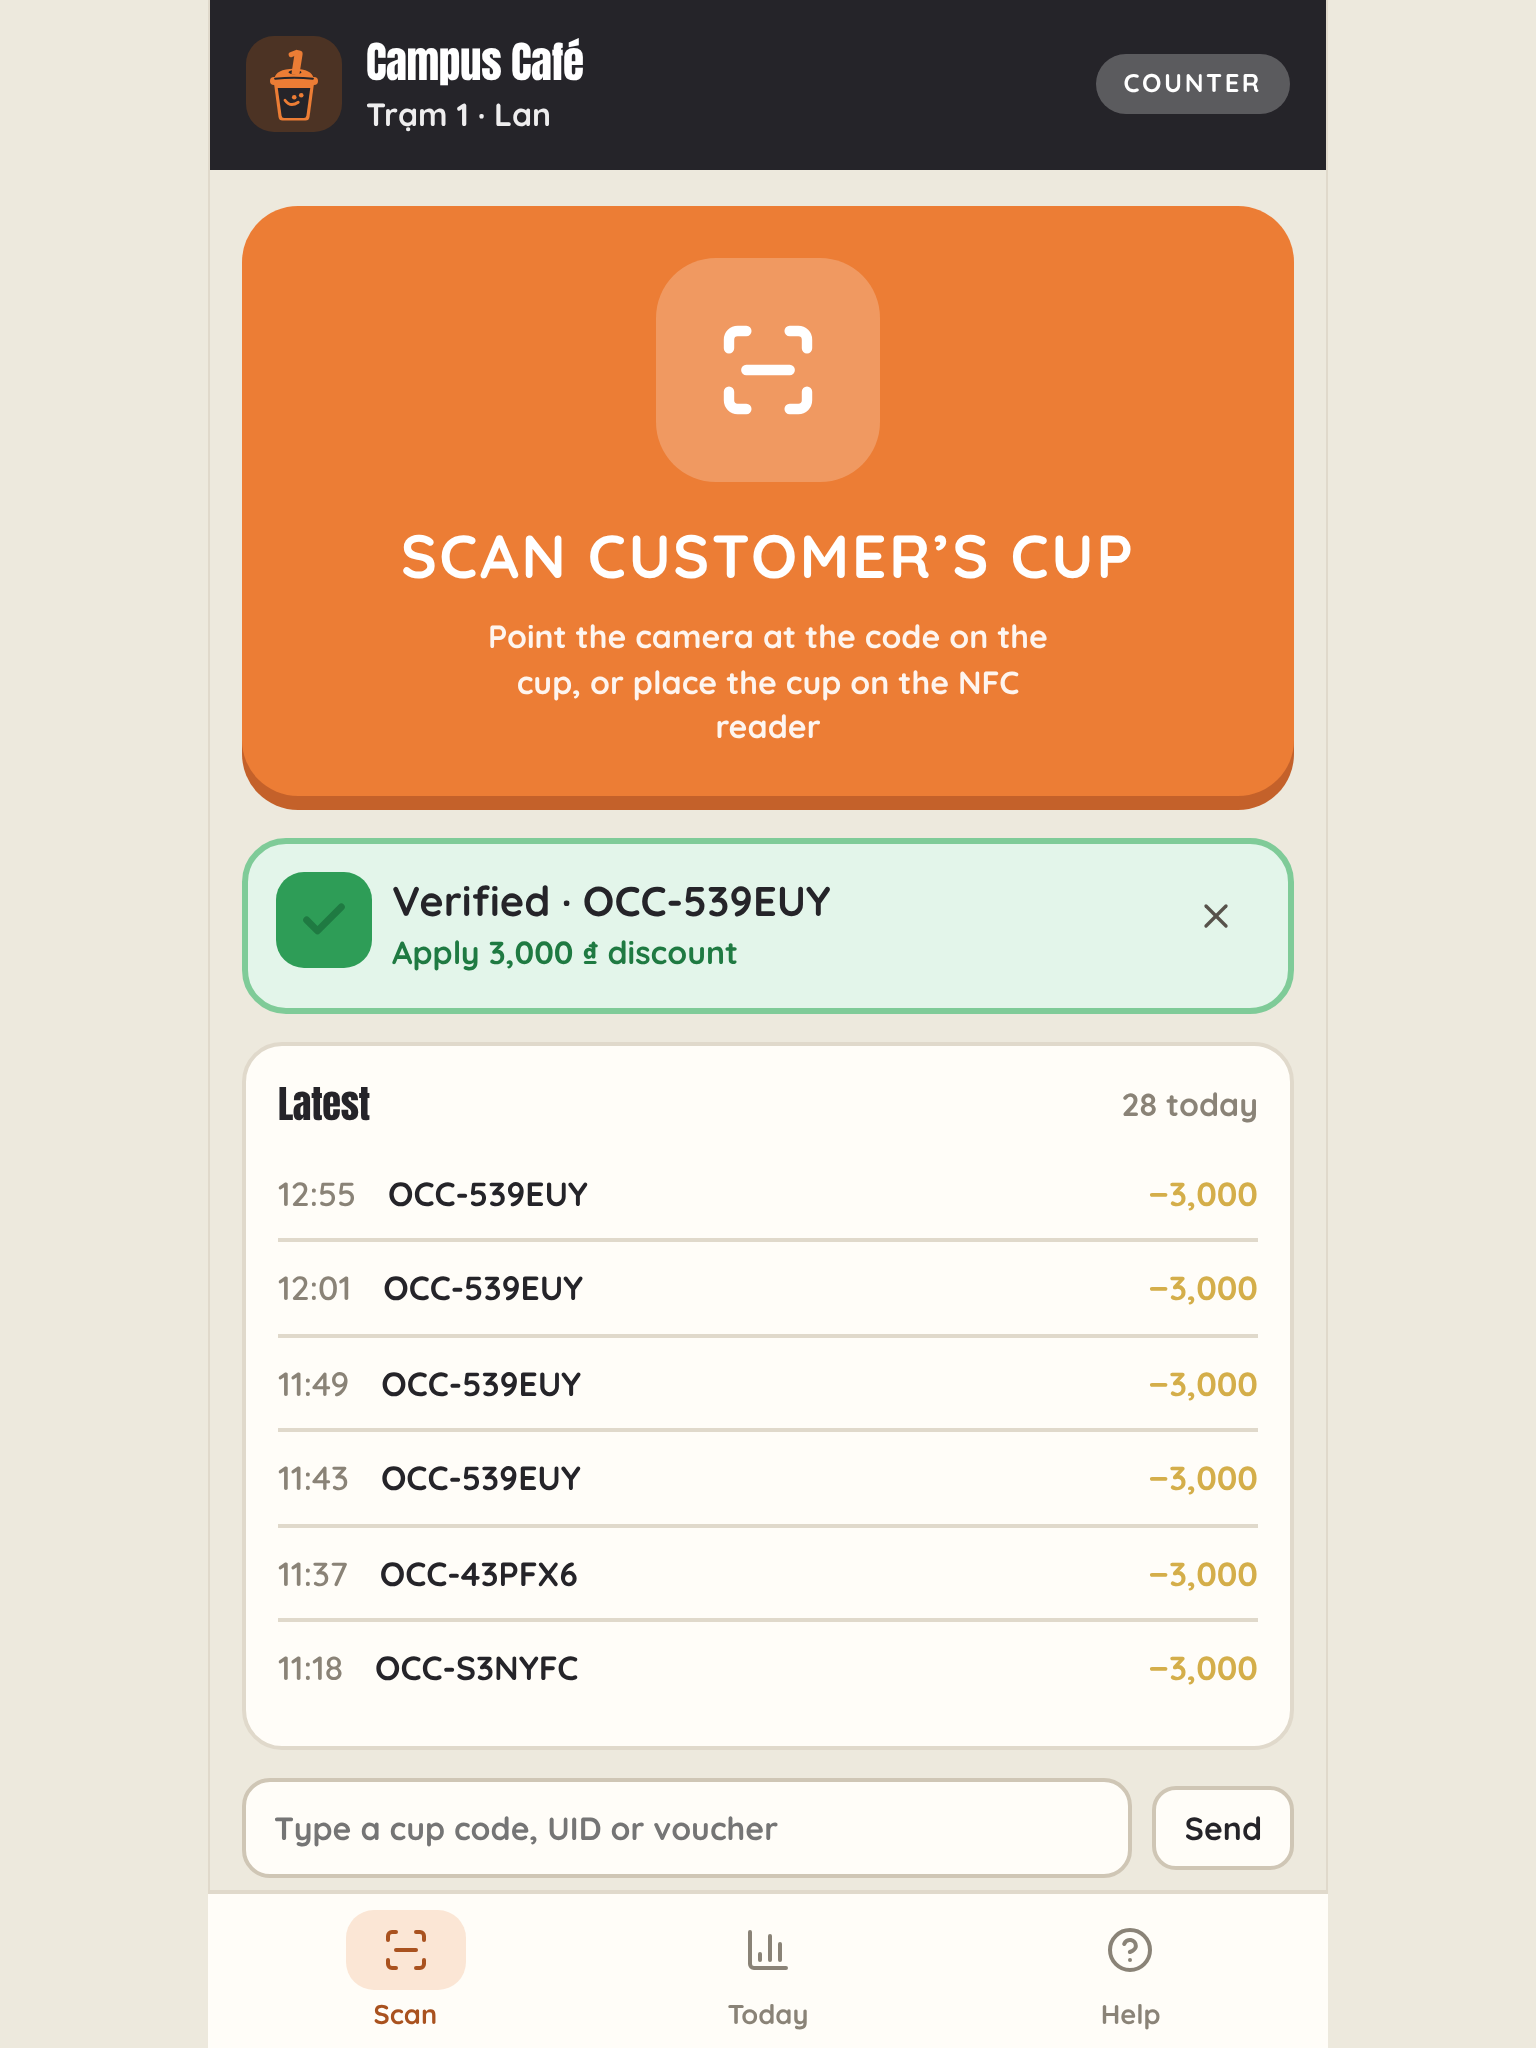 Campus Café
Trạm 1 · Lan
COUNTER
SCAN CUSTOMER’S CUP
Point the camera at the code on the
cup, or place the cup on the NFC
reader
Verified · OCC-539EUY
Apply 3,000 ₫ discount
Latest
28 today
12:55 OCC-539EUY −3,000
12:01 OCC-539EUY −3,000
11:49 OCC-539EUY −3,000
11:43 OCC-539EUY −3,000
11:37 OCC-43PFX6 −3,000
11:18 OCC-S3NYFC −3,000
Type a cup code, UID or voucher
Send
Scan
Today
Help